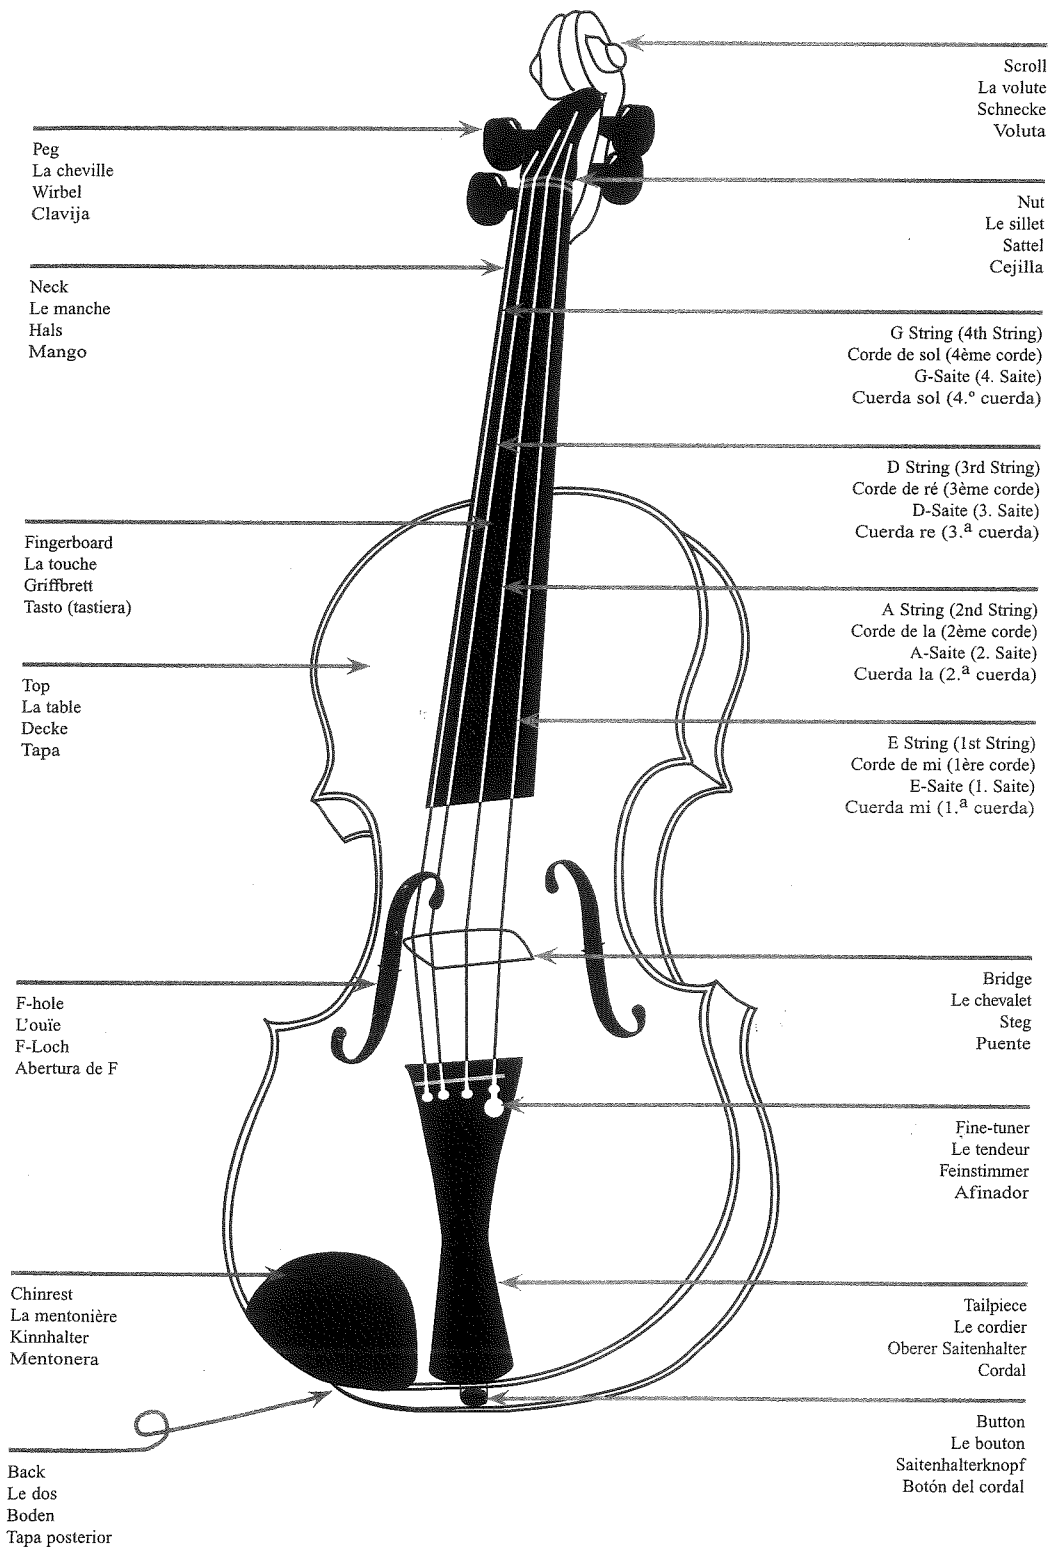 Scroll
La volute
Schnecke
Voluta
Peg
La cheville
Wirbel
Clavija
Nut
Le sillet
Sattel
Cejilla
Neck
Le manche
Hals
Mango
G String (4th String)
Corde de sol (4ème corde)
G-Saite (4. Saite)
Cuerda sol (4.º cuerda)
D String (3rd String)
Corde de ré (3ème corde)
D-Saite (3. Saite)
Cuerda re (3.ª cuerda)
Fingerboard
La touche
Griffbrett
Tasto (tastiera)
A String (2nd String)
Corde de la (2ème corde)
A-Saite (2. Saite)
Cuerda la (2.ª cuerda)
Top
La table
Decke
Tapa
E String (1st String)
Corde de mi (1ère corde)
E-Saite (1. Saite)
Cuerda mi (1.ª cuerda)
F-hole
L'ouïe
F-Loch
Abertura de F
Bridge
Le chevalet
Steg
Puente
Fine-tuner
Le tendeur
Feinstimmer
Afinador
Chinrest
La mentonière
Kinnhalter
Mentonera
Tailpiece
Le cordier
Oberer Saitenhalter
Cordal
Button
Le bouton
Saitenhalterknopf
Botón del cordal
Back
Le dos
Boden
Tapa posterior